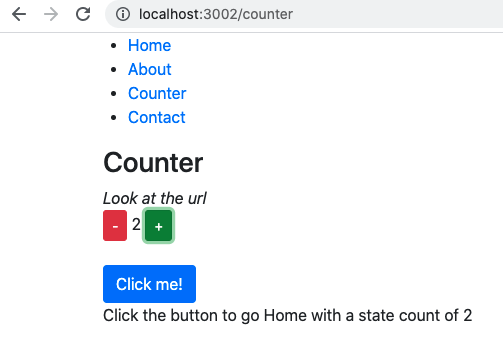 localhost:3002/counter
Home
About
Counter
Contact
Counter
Look at the url
- 2 +
Click me!
Click the button to go Home with a state count of 2